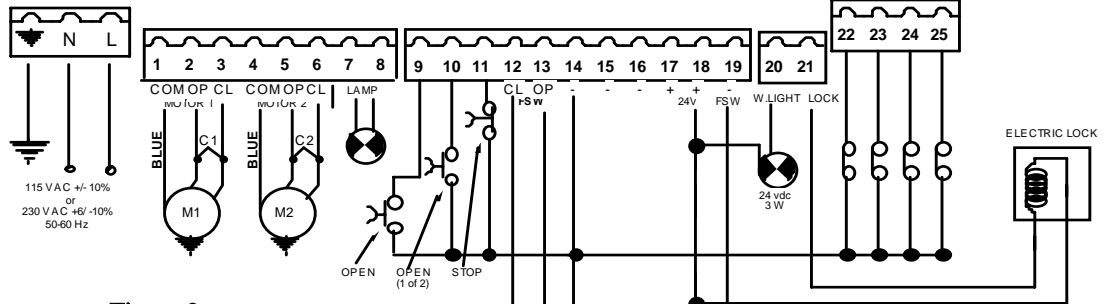 N L
1 2 3 4 5 6 7 8
9 10 11 12 13 14 15 16 17 18 19
20 21
22 23 24 25
COM OP CL COM OP CL LAMP
MOTOR 1 MOTOR 2
CL OP - - - + + -
FSW 24V FSW
W.LIGHT LOCK
BLUE C1 BLUE C2
M1 M2
115 VAC +/- 10%
or
230 VAC +6/ -10%
50-60 Hz
24 vdc
3 W
ELECTRIC LOCK
OPEN OPEN STOP
(1 of 2)